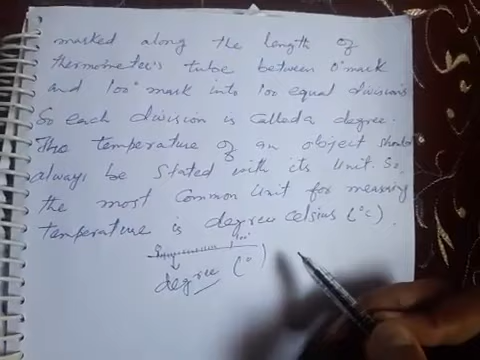 marked along the length of
thermometer's tube between 0° mark
and 100° mark into 100 equal divisions
So each division is called a degree.
The temperature of an object should
always be stated with its unit. So,
the most common unit for measuring
temperature is degree celsius (°c).
degree (°)